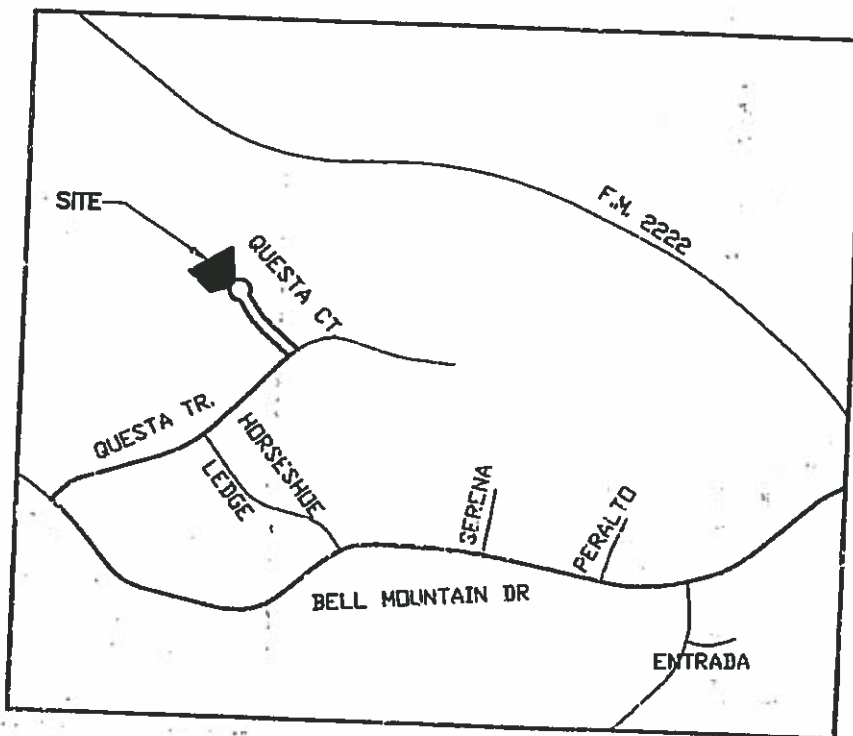 F.M. 2222
SITE
QUESTA CT
QUESTA TR.
HORSESHOE
LEDGE
SERENA
PERALTO
BELL MOUNTAIN DR
ENTRADA